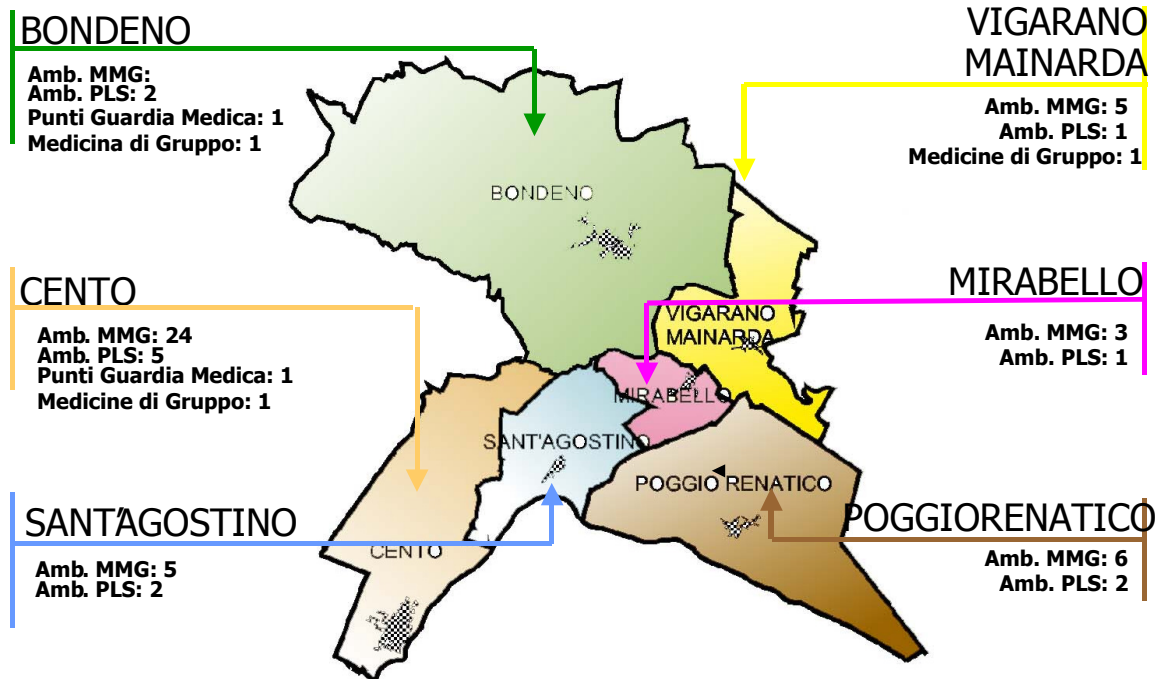 BONDENO
Amb. MMG:
Amb. PLS: 2
Punti Guardia Medica: 1
Medicina di Gruppo: 1
VIGARANO
MAINARDA
Amb. MMG: 5
Amb. PLS: 1
Medicine di Gruppo: 1
CENTO
Amb. MMG: 24
Amb. PLS: 5
Punti Guardia Medica: 1
Medicine di Gruppo: 1
MIRABELLO
Amb. MMG: 3
Amb. PLS: 1
SANT'AGOSTINO
Amb. MMG: 5
Amb. PLS: 2
POGGIORENATICO
Amb. MMG: 6
Amb. PLS: 2
BONDENO
VIGARANO
MAINARDA
MIRABELLO
SANT'AGOSTINO
POGGIO RENATICO
CENTO